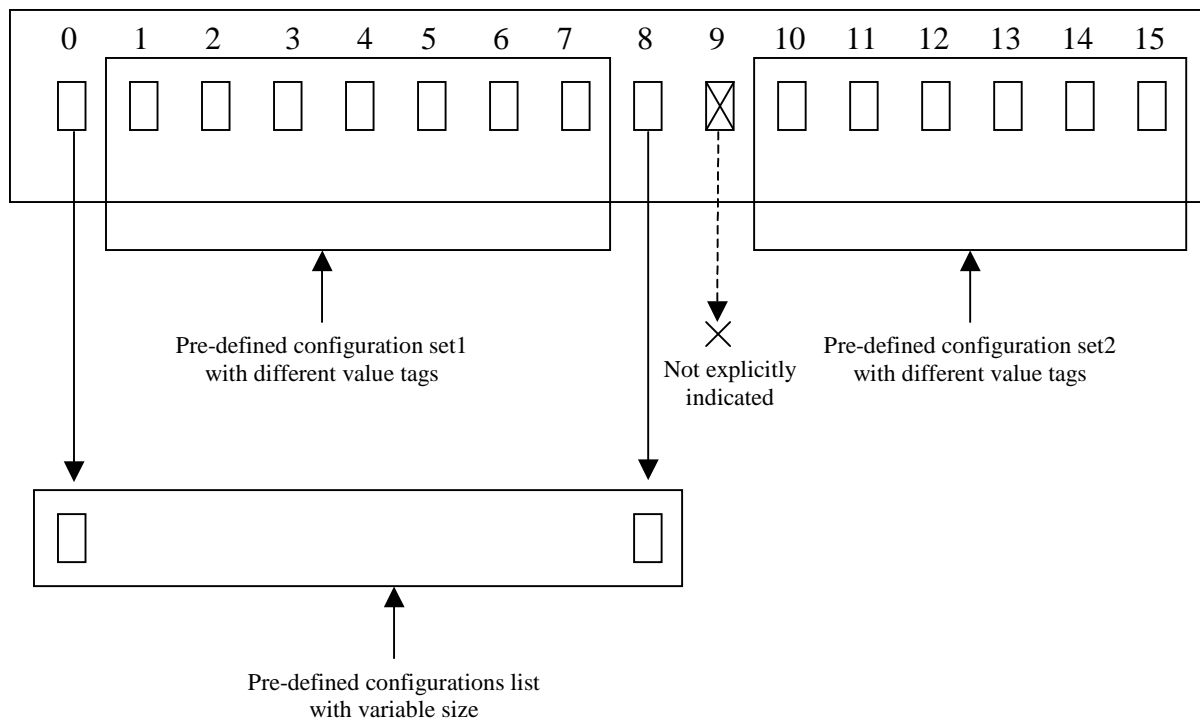 0 1 2 3 4 5 6 7 8 9 10 11 12 13 14 15
Pre-defined configuration set1
with different value tags
Not explicitly
indicated
Pre-defined configuration set2
with different value tags
Pre-defined configurations list
with variable size